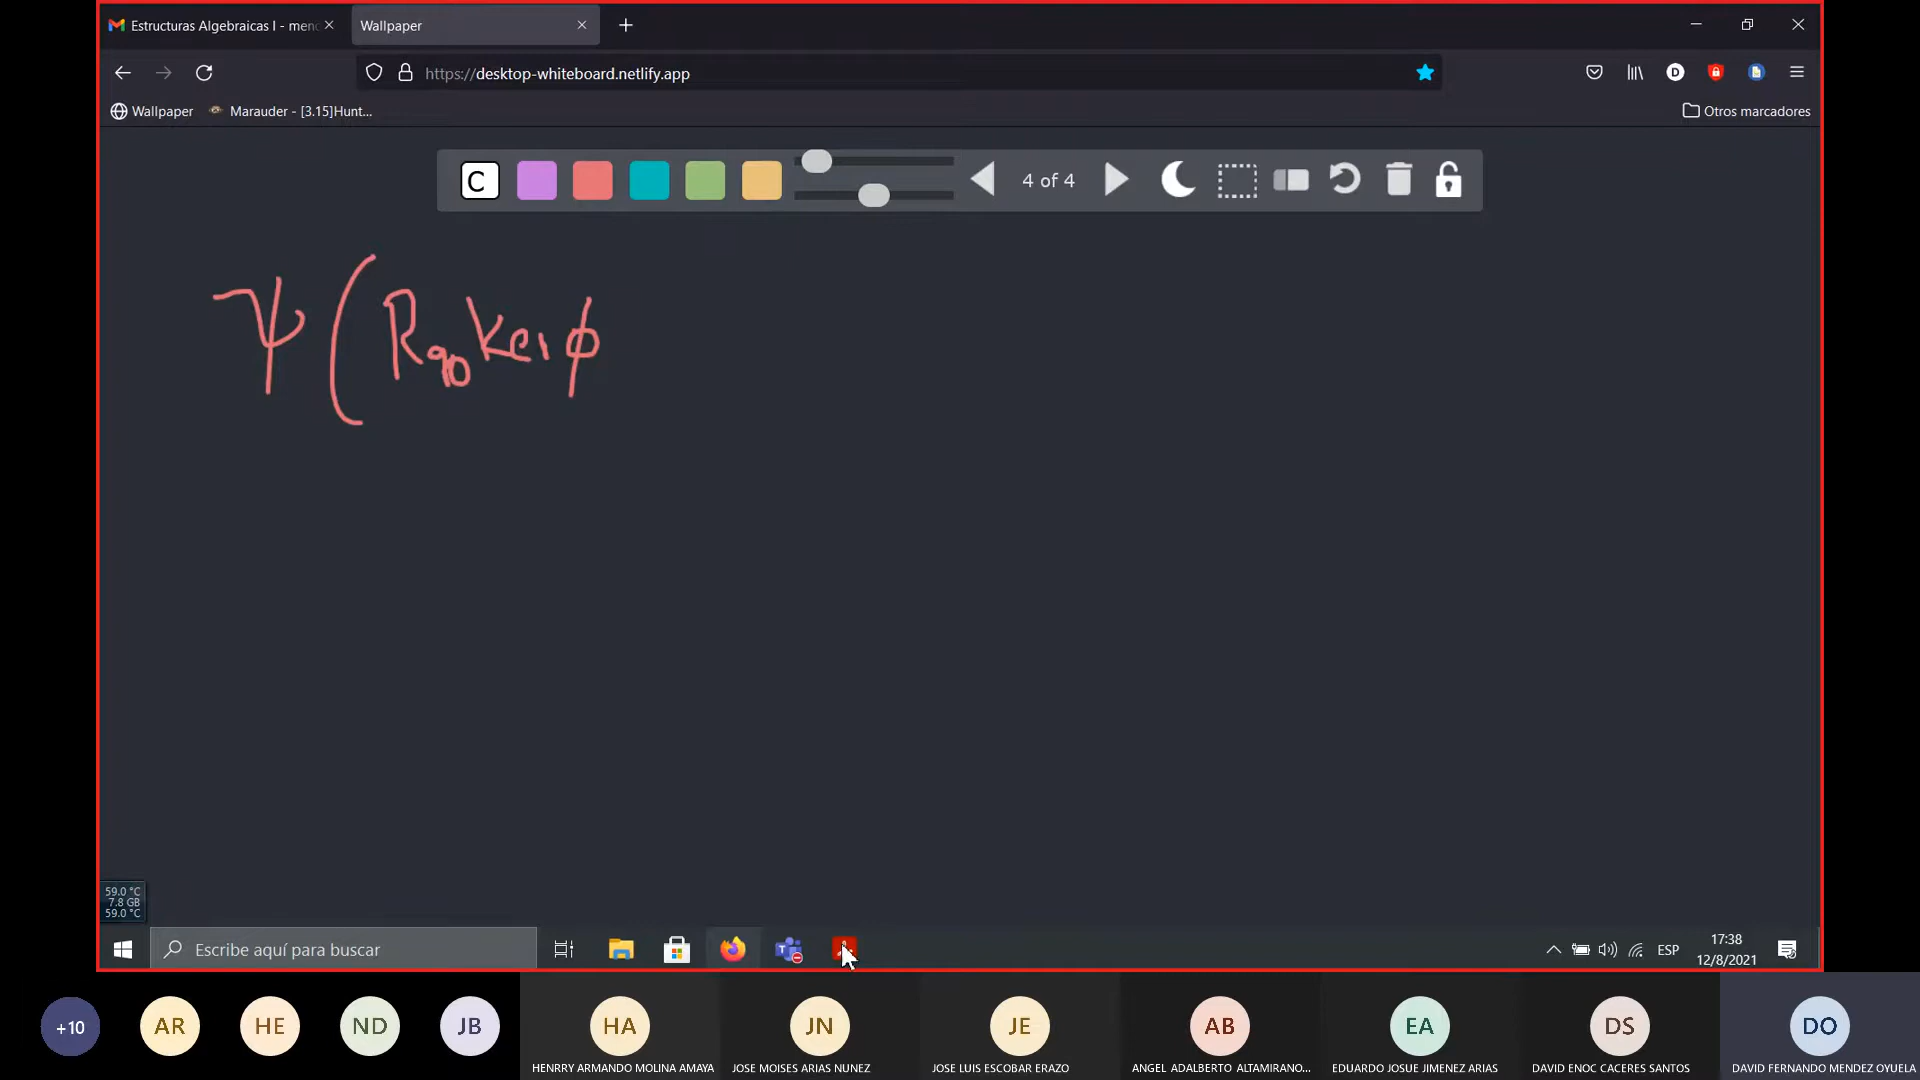 Estructuras Algebraicas I - meno
Wallpaper
https://desktop-whiteboard.netlify.app
D
Wallpaper
Marauder - [3.15]Hunt...
Otros marcadores
C
4 of 4
ψ(R₉₀ Ker φ
59.0 °C
7.8 GB
59.0 °C
Escribe aquí para buscar
ESP
17:38
12/8/2021
+10
AR
HE
ND
JB
HA
JN
JE
AB
EA
DS
DO
HENRRY ARMANDO MOLINA AMAYA
JOSE MOISES ARIAS NUNEZ
JOSE LUIS ESCOBAR ERAZO
ANGEL ADALBERTO ALTAMIRANO...
EDUARDO JOSUE JIMENEZ ARIAS
DAVID ENOC CACERES SANTOS
DAVID FERNANDO MENDEZ OYUELA